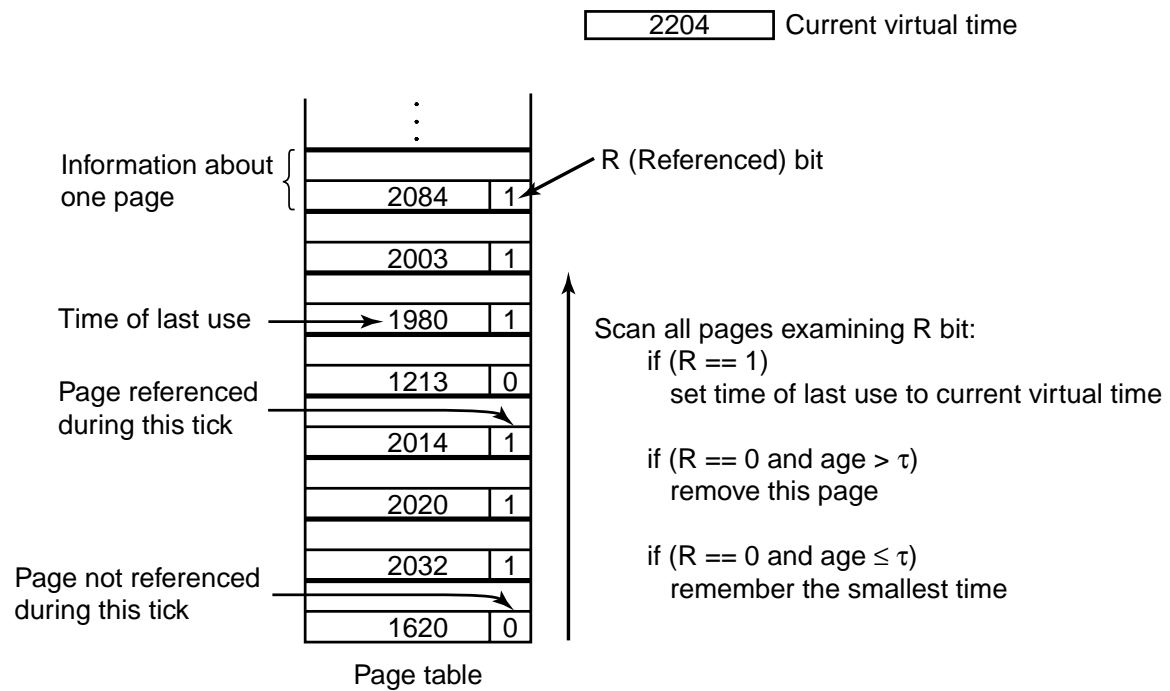 2204 Current virtual time
Information about
one page
R (Referenced) bit
2084 1
2003 1
Time of last use
1980 1
1213 0
Page referenced
during this tick
2014 1
2020 1
2032 1
Page not referenced
during this tick
1620 0
Page table
Scan all pages examining R bit:
if (R == 1)
set time of last use to current virtual time
if (R == 0 and age > τ)
remove this page
if (R == 0 and age ≤ τ)
remember the smallest time